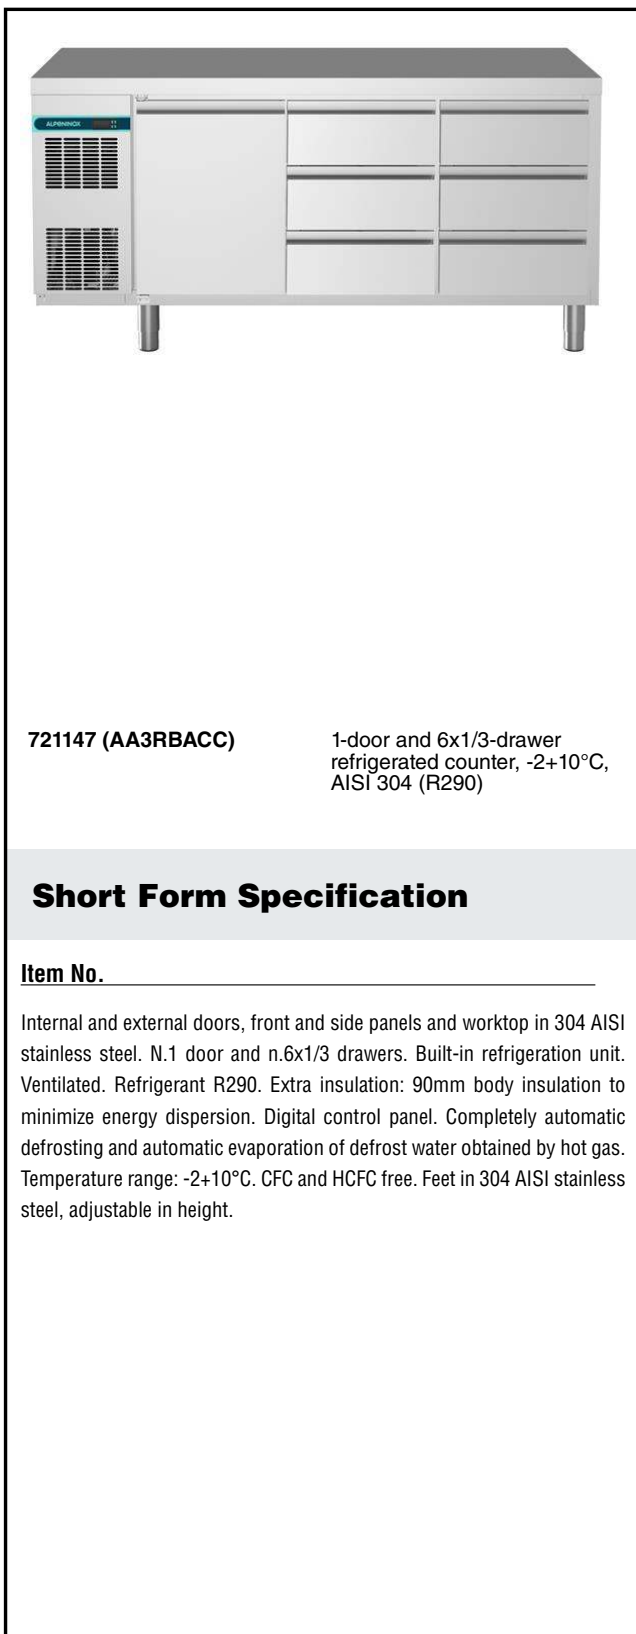 ALPENINOX
721147 (AA3RBACC)
1-door and 6x1/3-drawer
refrigerated counter, -2+10°C,
AISI 304 (R290)
Short Form Specification
Item No.
Internal and external doors, front and side panels and worktop in 304 AISI
stainless steel. N.1 door and n.6x1/3 drawers. Built-in refrigeration unit.
Ventilated. Refrigerant R290. Extra insulation: 90mm body insulation to
minimize energy dispersion. Digital control panel. Completely automatic
defrosting and automatic evaporation of defrost water obtained by hot gas.
Temperature range: -2+10°C. CFC and HCFC free. Feet in 304 AISI stainless
steel, adjustable in height.